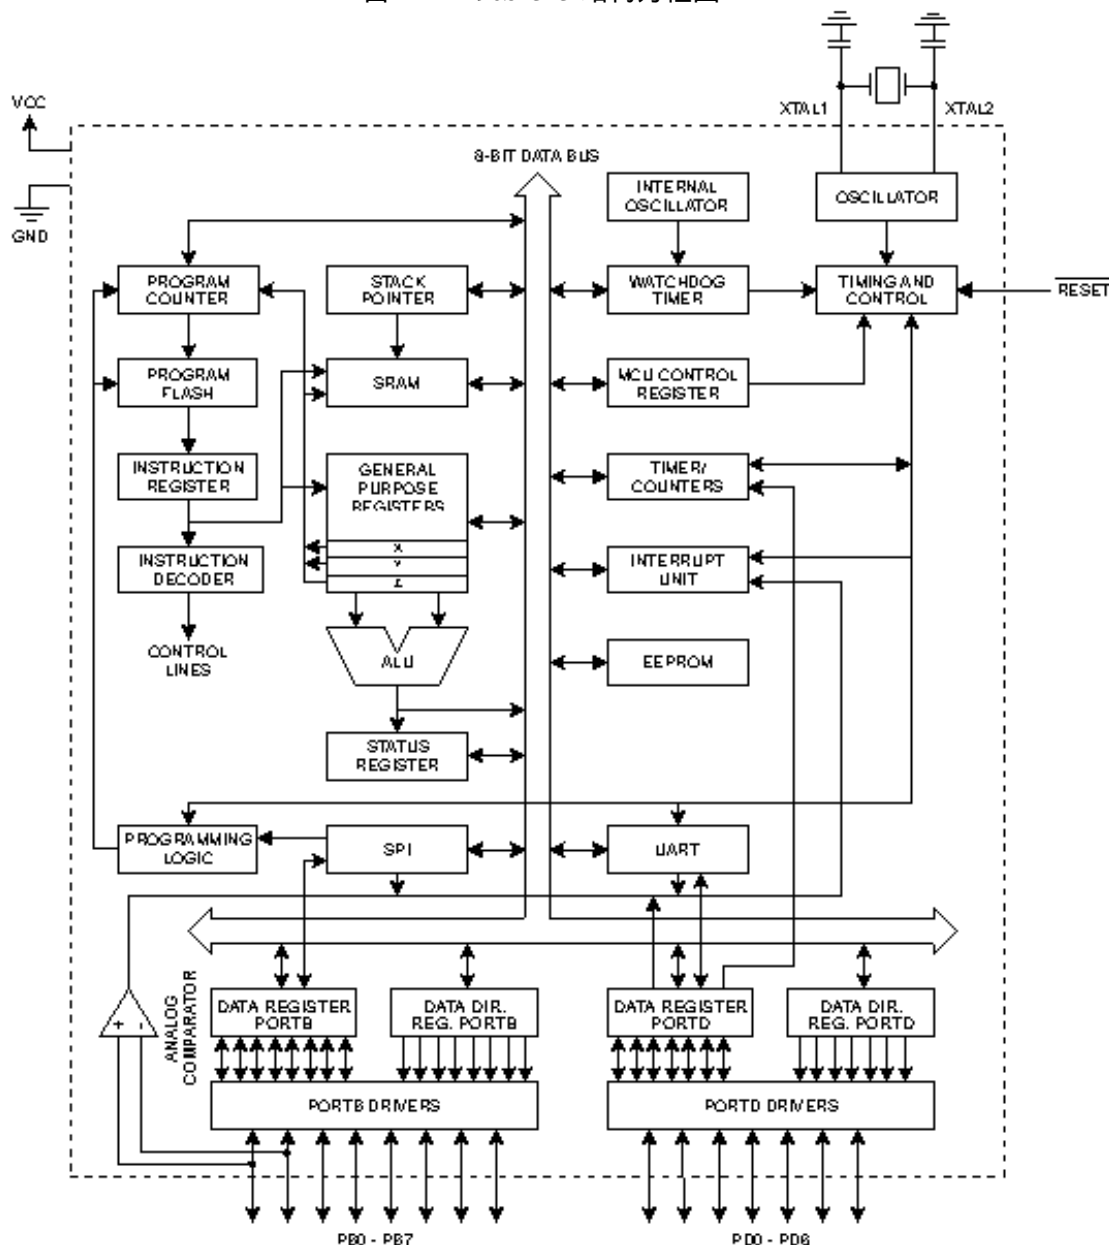 XTAL1
XTAL2
VCC
8-BIT DATA BUS
GND
INTERNAL
OSCILLATOR
OSCILLATOR
PROGRAM
COUNTER
STACK
POINTER
WATCHDOG
TIMER
TIMING AND
CONTROL
RESET
PROGRAM
FLASH
SRAM
MCU CONTROL
REGISTER
INSTRUCTION
REGISTER
GENERAL
PURPOSE
REGISTERS
X
Y
Z
TIMER/
COUNTERS
INSTRUCTION
DECODER
INTERRUPT
UNIT
CONTROL
LINES
ALU
EEPROM
STATUS
REGISTER
PROGRAMMING
LOGIC
SPI
UART
ANALOG
COMPARATOR
+
-
DATA REGISTER
PORTB
DATA DIR.
REG. PORTB
DATA REGISTER
PORTD
DATA DIR.
REG. PORTD
PORTB DRIVERS
PORTD DRIVERS
PB0 - PB7
PD0 - PD6